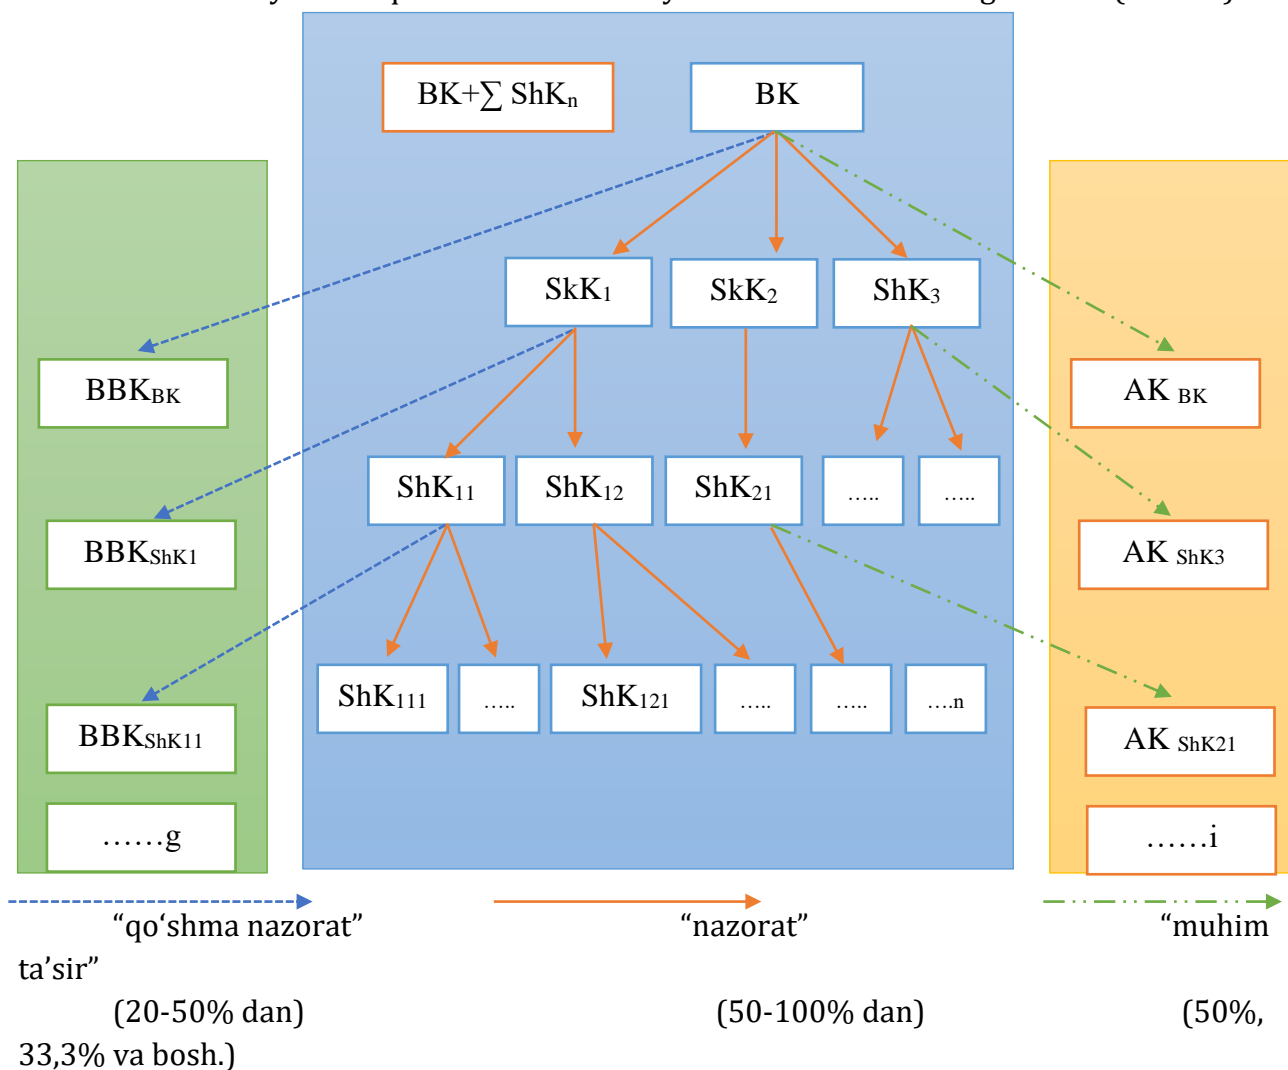 BK+∑ ShKn
BK
SkK1
SkK2
ShK3
BBKBK
AK BK
ShK11
ShK12
ShK21
.....
.....
BBKShK1
AK ShK3
ShK111
.....
ShK121
.....
.....
....n
BBKShK11
AK ShK21
......g
......i
“qo‘shma nazorat” “nazorat” “muhim
ta’sir”
(20-50% dan) (50-100% dan) (50%,
33,3% va bosh.)